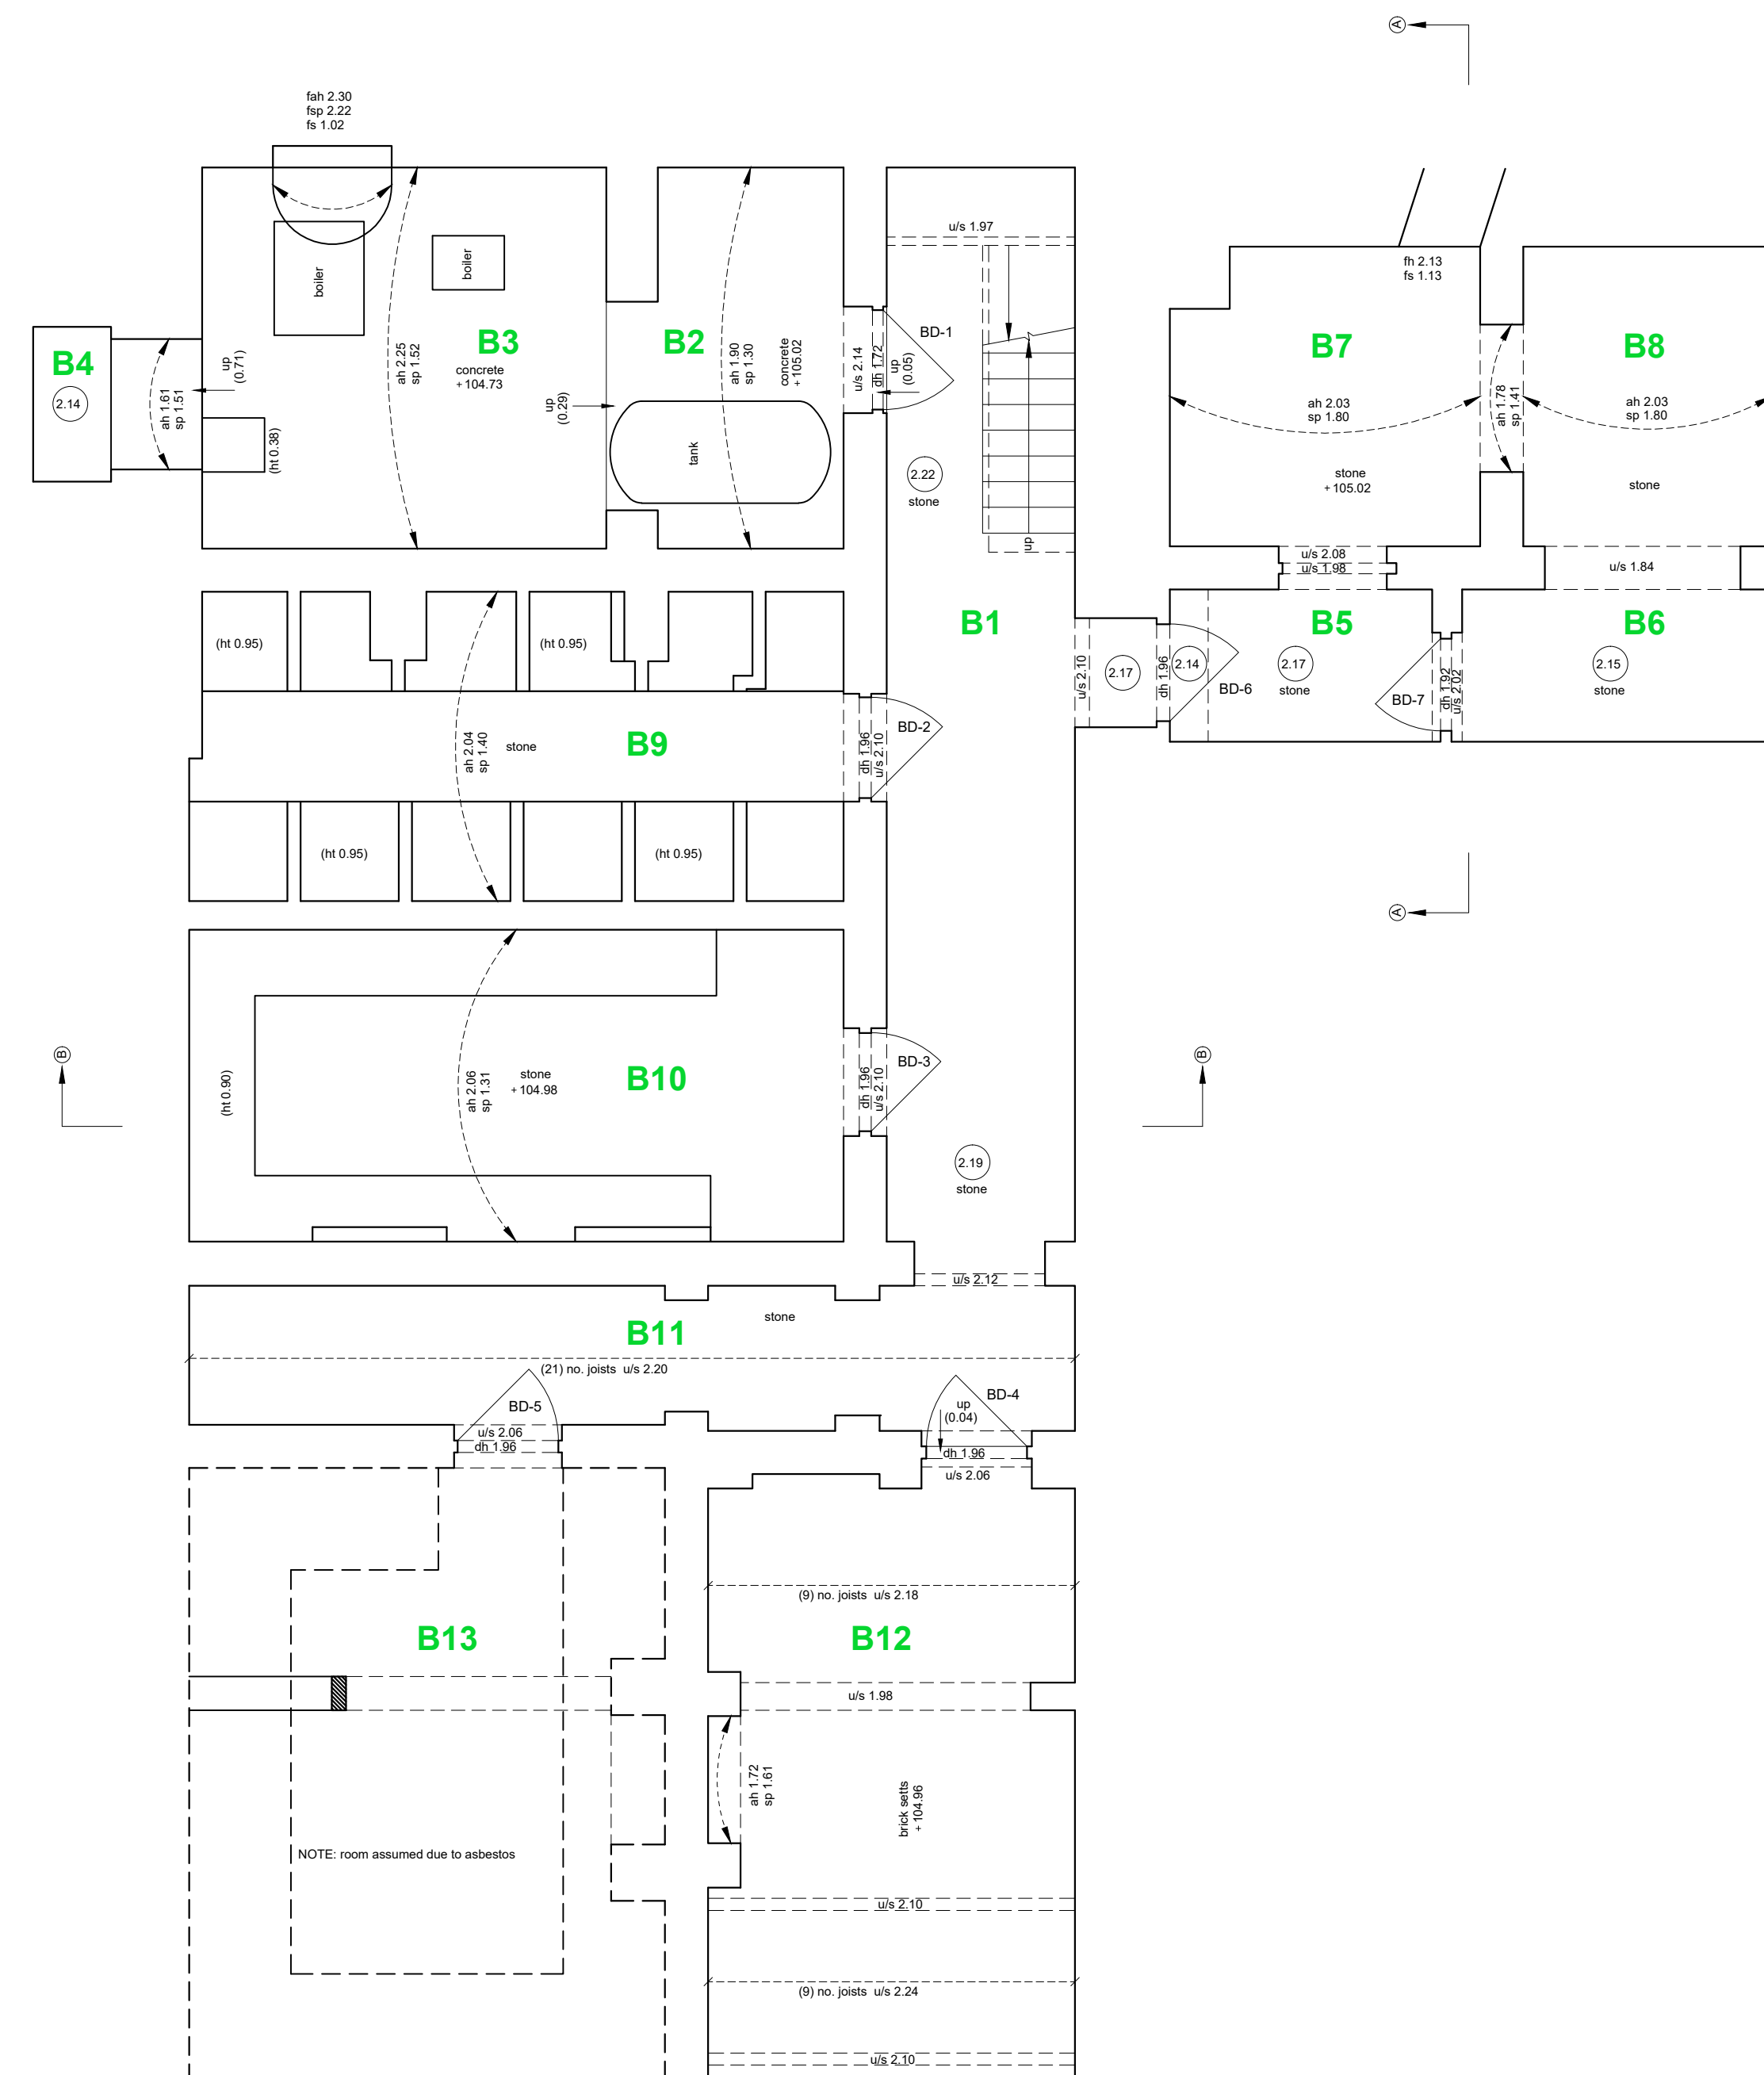 A
fah 2.30
fsp 2.22
fs 1.02
u/s 1.97
fh 2.13
fs 1.13
boiler
boiler
BD-1
B4
2.14
ah 1.61
sp 1.51
up
(0.71)
(ht 0.38)
ah 2.25
sp 1.52
B3
concrete
+104.73
up
(0.29)
B2
ah 1.90
sp 1.30
concrete
+105.02
tank
u/s 2.14
dh 1.72
up
(0.05)
2.22
stone
up
B7
ah 2.03
sp 1.80
stone
+105.02
ah 1.78
sp 1.41
B8
ah 2.03
sp 1.80
stone
u/s 2.08
u/s 1.98
u/s 1.84
B1
B5
B6
(ht 0.95)
(ht 0.95)
u/s 2.10
2.17
dh 1.96
2.14
BD-6
2.17
stone
BD-7
dh 1.92
u/s 2.02
2.15
stone
BD-2
ah 2.04
sp 1.40
stone
B9
dh 1.96
u/s 2.10
(ht 0.95)
(ht 0.95)
A
B
B
(ht 0.90)
ah 2.06
sp 1.31
stone
+104.98
B10
dh 1.96
u/s 2.10
BD-3
2.19
stone
u/s 2.12
stone
B11
(21) no. joists u/s 2.20
BD-5
BD-4
up
(0.04)
u/s 2.06
dh 1.96
dh 1.96
u/s 2.06
(9) no. joists u/s 2.18
B13
B12
u/s 1.98
ah 1.72
sp 1.61
brick setts
+104.96
NOTE: room assumed due to asbestos
u/s 2.10
(9) no. joists u/s 2.24
u/s 2.10